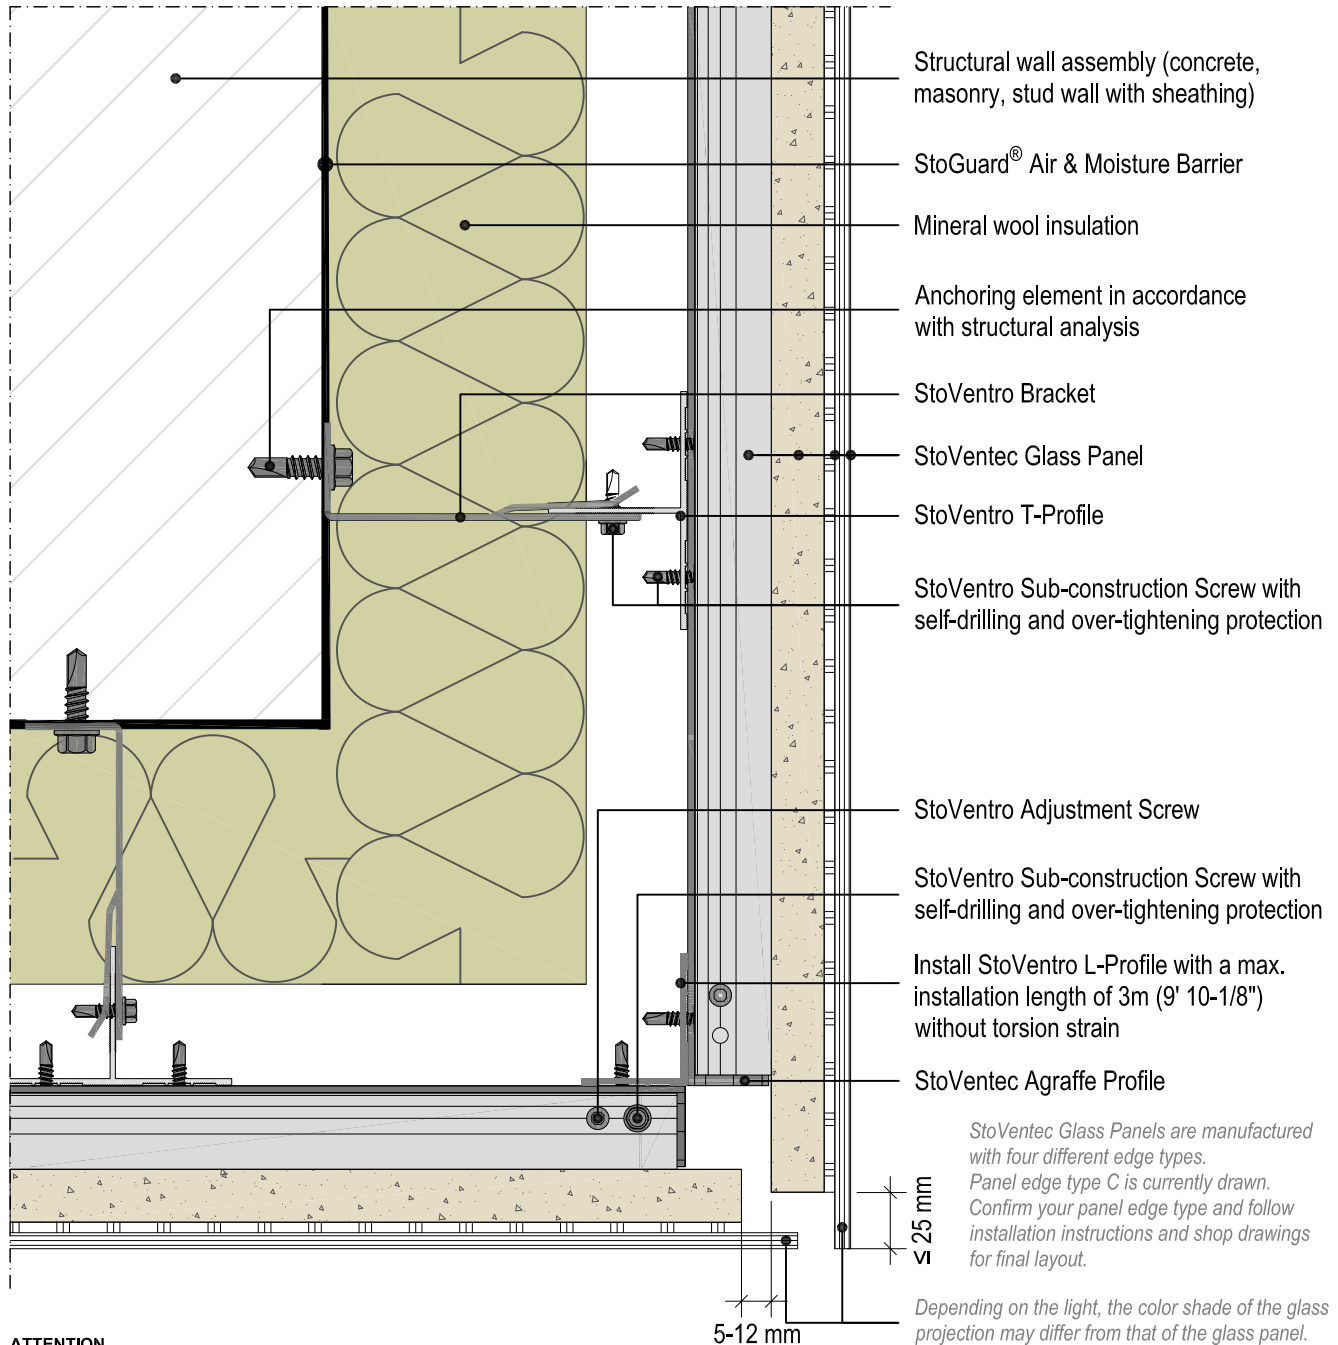 Structural wall assembly (concrete,
masonry, stud wall with sheathing)
StoGuard® Air & Moisture Barrier
Mineral wool insulation
Anchoring element in accordance
with structural analysis
StoVentro Bracket
StoVentec Glass Panel
StoVentro T-Profile
StoVentro Sub-construction Screw with
self-drilling and over-tightening protection
StoVentro Adjustment Screw
StoVentro Sub-construction Screw with
self-drilling and over-tightening protection
Install StoVentro L-Profile with a max.
installation length of 3m (9' 10-1/8")
without torsion strain
StoVentec Agraffe Profile
StoVentec Glass Panels are manufactured
with four different edge types.
Panel edge type C is currently drawn.
Confirm your panel edge type and follow
installation instructions and shop drawings
for final layout.
≤ 25 mm
Depending on the light, the color shade of the glass
projection may differ from that of the glass panel.
5-12 mm
ATTENTION